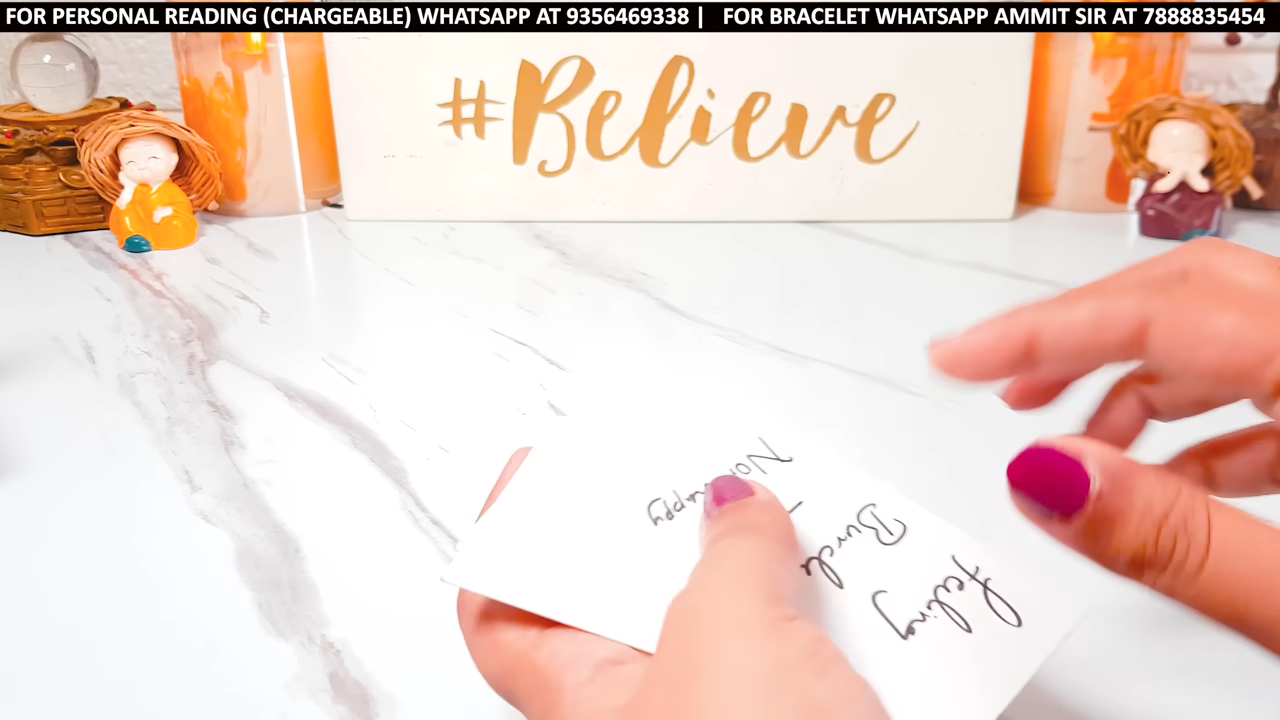 FOR PERSONAL READING (CHARGEABLE) WHATSAPP AT 9356469338 | FOR BRACELET WHATSAPP AMMIT SIR AT 7888835454
#Believe
Feeling